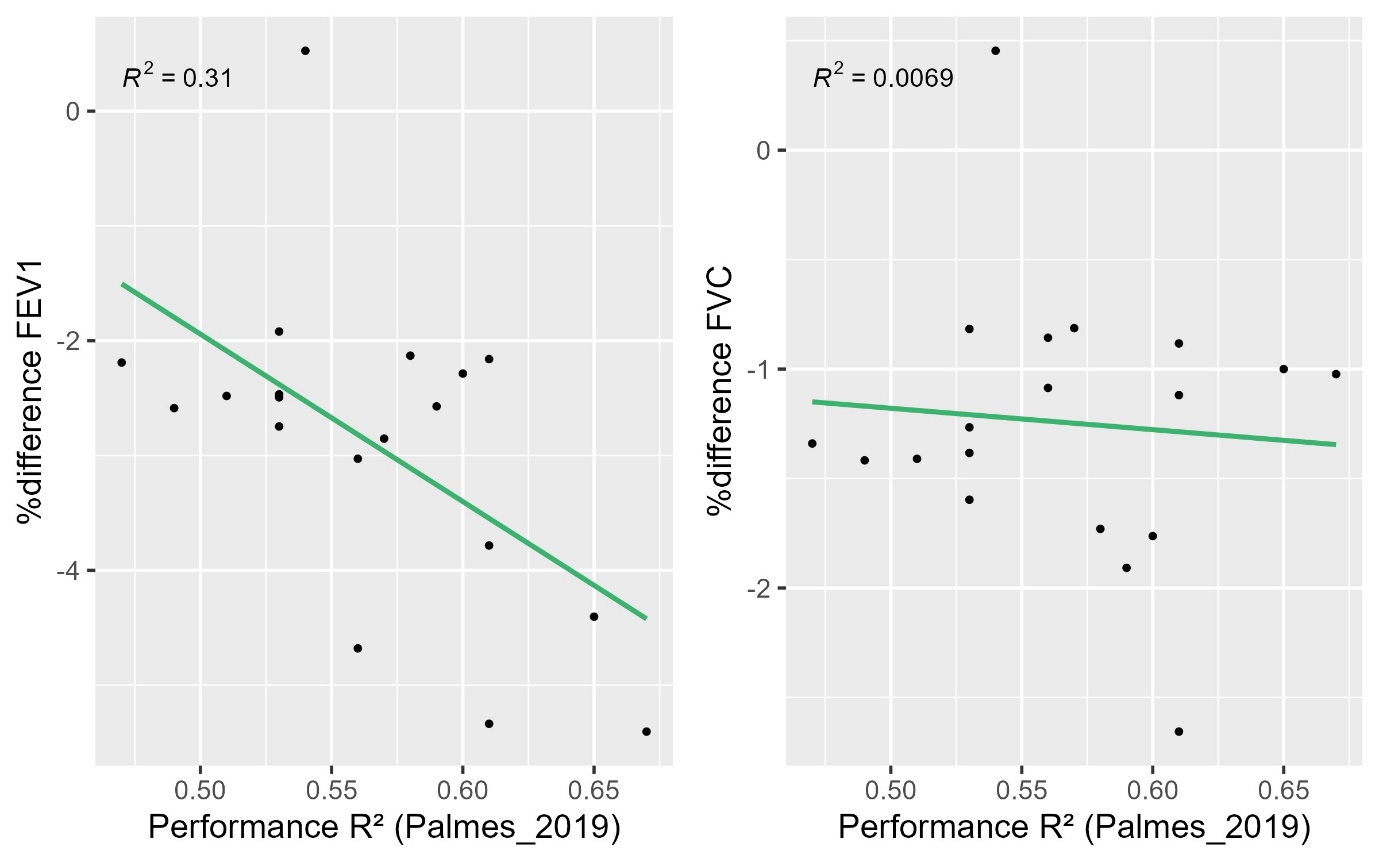 R² = 0.31
0
-2
-4
%difference FEV1
0.50 0.55 0.60 0.65
Performance R² (Palmes_2019)
R² = 0.0069
0
-1
-2
%difference FVC
0.50 0.55 0.60 0.65
Performance R² (Palmes_2019)